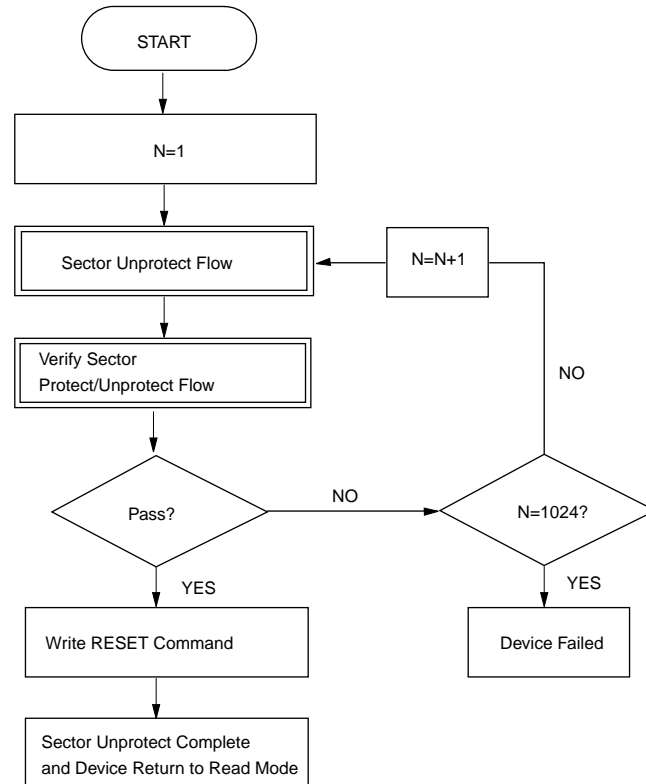 START
N=1
Sector Unprotect Flow
N=N+1
Verify Sector
Protect/Unprotect Flow
NO
Pass?
NO
N=1024?
YES
YES
Write RESET Command
Device Failed
Sector Unprotect Complete
and Device Return to Read Mode